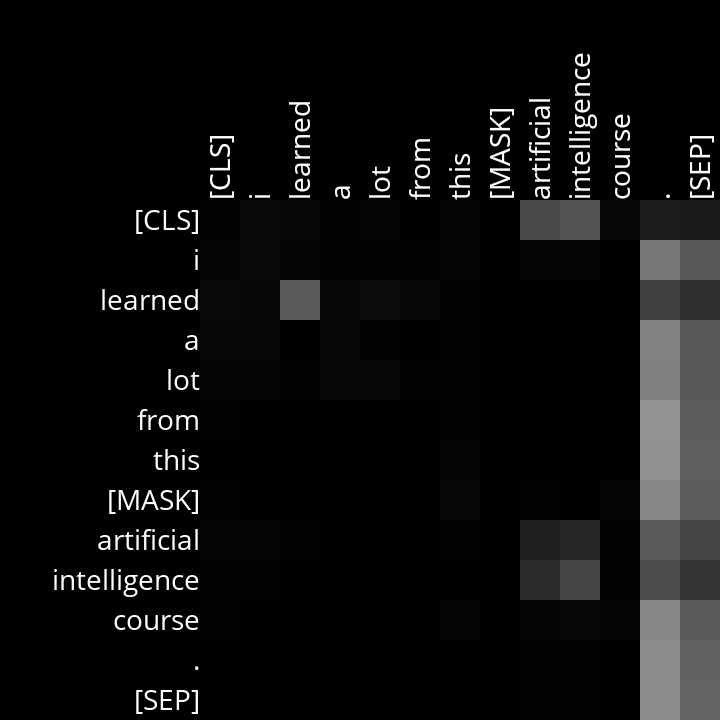 [CLS]
i
learned
a
lot
from
this
[MASK]
artificial
intelligence
course
.
[SEP]
[CLS]
i
learned
a
lot
from
this
[MASK]
artificial
intelligence
course
.
[SEP]